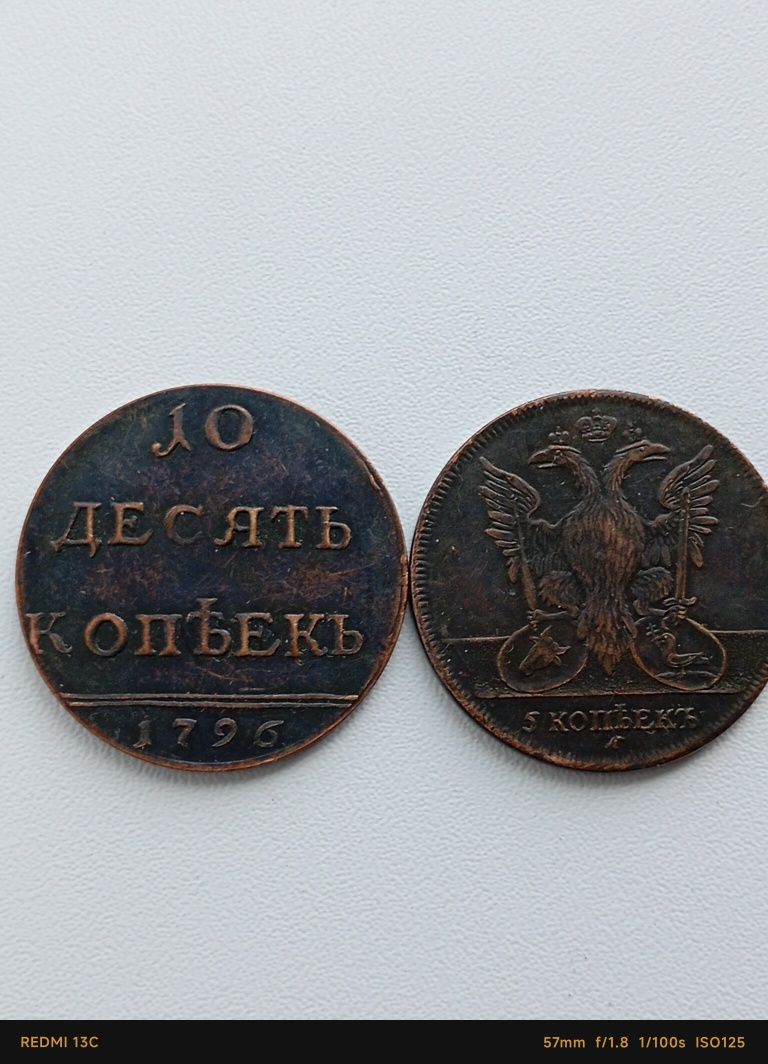 10
ДЕСЯТЬ
КОПѢЕКЪ
1796
5 КОПѢЕКЪ
REDMI 13C
57mm f/1.8 1/100s ISO125